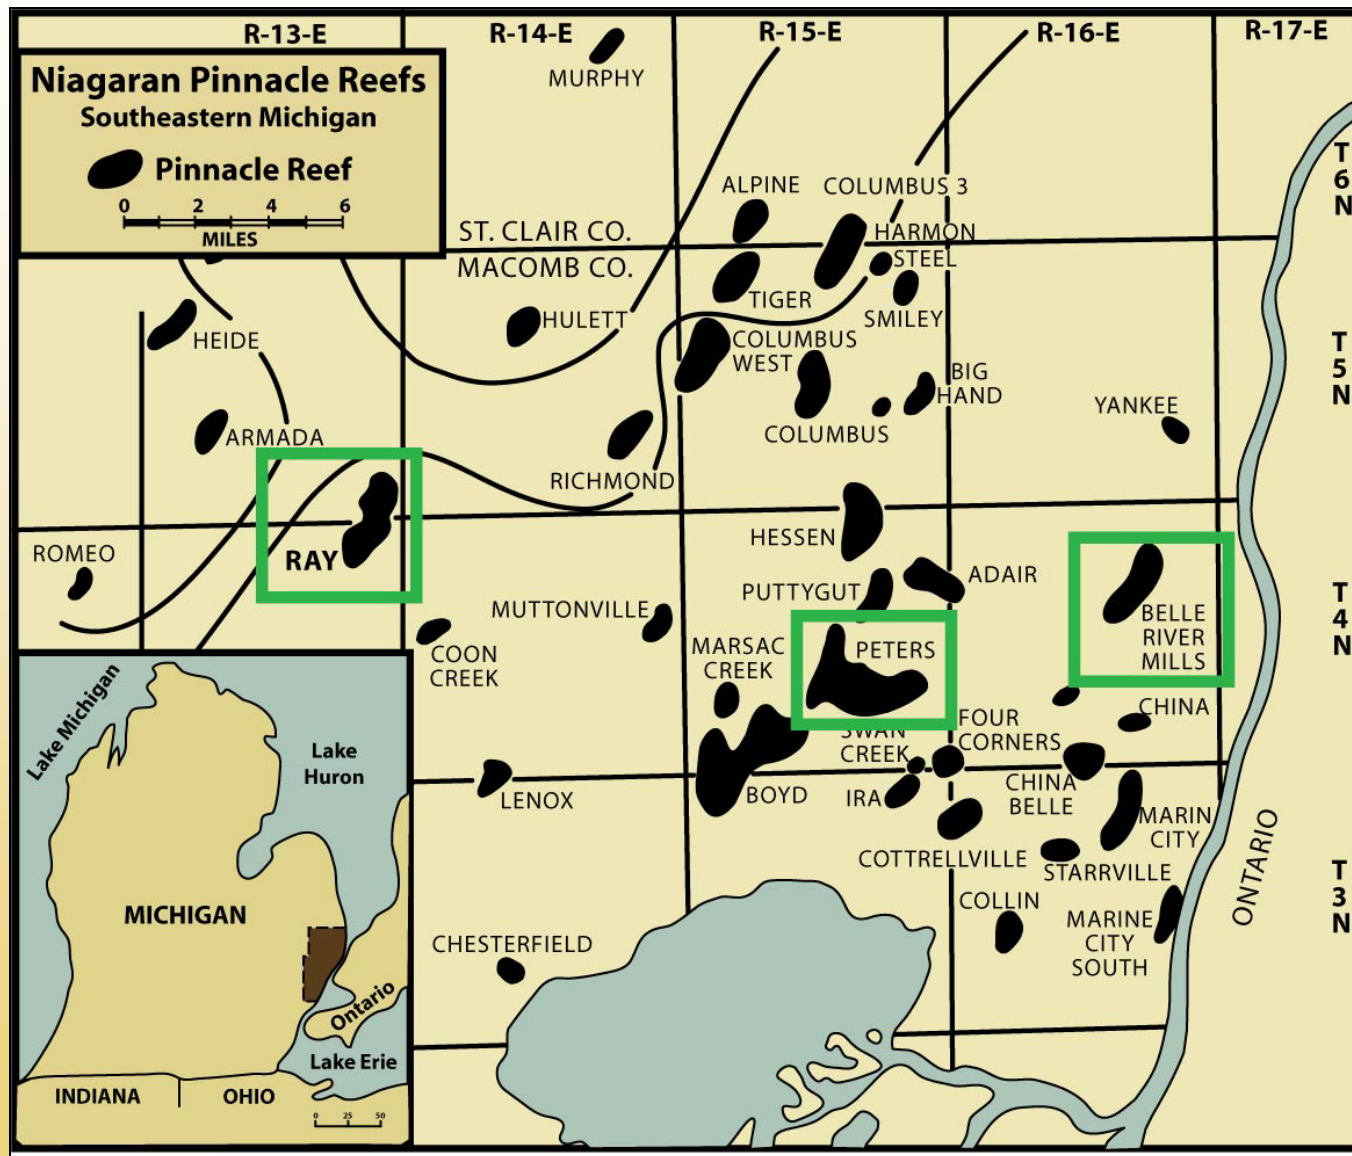 R-13-E
R-14-E
R-15-E
R-16-E
R-17-E
Niagaran Pinnacle Reefs
Southeastern Michigan
Pinnacle Reef
0 2 4 6
MILES
MURPHY
T
6
N
ALPINE
COLUMBUS 3
ST. CLAIR CO.
MACOMB CO.
HARMON
STEEL
TIGER
SMILEY
HULETT
HEIDE
COLUMBUS
WEST
T
5
N
BIG
HAND
YANKEE
ARMADA
COLUMBUS
RICHMOND
HESSEN
ROMEO
RAY
ADAIR
PUTTYGUT
MUTTONVILLE
BELLE
RIVER
MILLS
T
4
N
MARSAC
CREEK
PETERS
COON
CREEK
CHINA
SWAN
CREEK
FOUR
CORNERS
LENOX
BOYD
IRA
CHINA
BELLE
MARIN
CITY
COTTRELLVILLE
STARRVILLE
ONTARIO
T
3
N
COLLIN
MARINE
CITY
SOUTH
CHESTERFIELD
Lake Michigan
Lake
Huron
MICHIGAN
Ontario
Lake Erie
INDIANA
OHIO
0 25 50